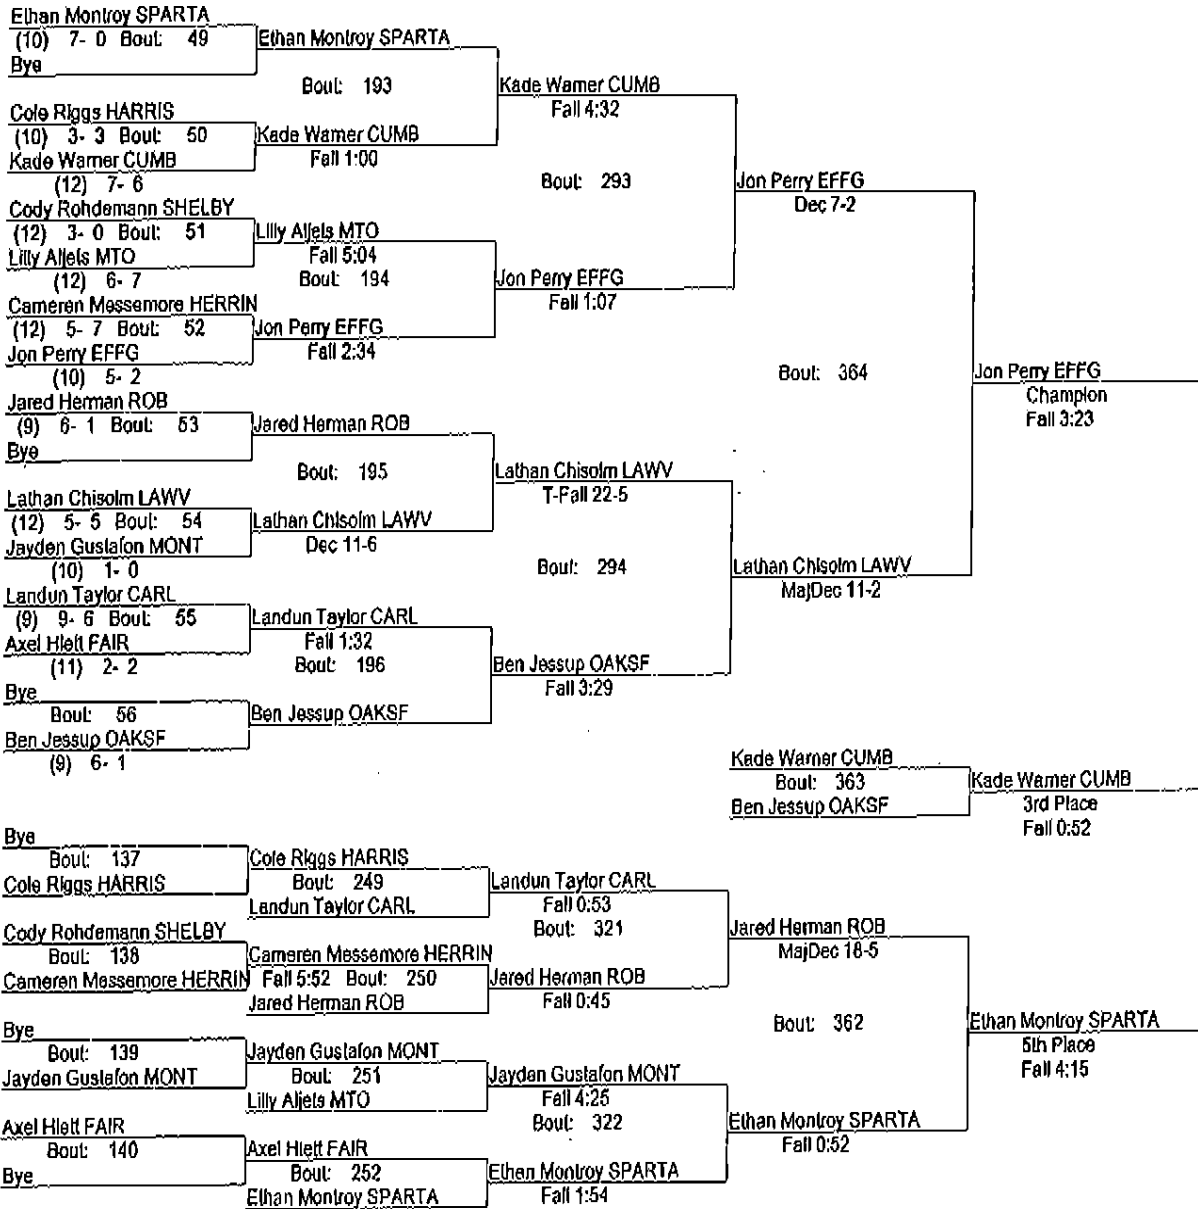 Ethan Montroy SPARTA
(10) 7- 0 Bout: 49
Bye
Ethan Montroy SPARTA
Bout: 193
Cole Riggs HARRIS
(10) 3- 3 Bout: 50
Kade Warner CUMB
(12) 7- 6
Kade Warner CUMB
Fall 1:00
Kade Warner CUMB
Fall 4:32
Bout: 293
Cody Rohdemann SHELBY
(12) 3- 0 Bout: 51
Lilly Aljets MTO
(12) 6- 7
Lilly Aljets MTO
Fall 5:04
Bout: 194
Cameren Messemore HERRIN
(12) 5- 7 Bout: 52
Jon Perry EFFG
(10) 5- 2
Jon Perry EFFG
Fall 2:34
Jon Perry EFFG
Fall 1:07
Jon Perry EFFG
Dec 7-2
Bout: 364
Jared Herman ROB
(9) 6- 1 Bout: 53
Bye
Jared Herman ROB
Bout: 195
Lathan Chisolm LAWV
(12) 5- 5 Bout: 54
Jayden Gustafon MONT
(10) 1- 0
Lathan Chisolm LAWV
Dec 11-6
Lathan Chisolm LAWV
T-Fall 22-5
Bout: 294
Landun Taylor CARL
(9) 9- 6 Bout: 55
Axel Hlett FAIR
(11) 2- 2
Landun Taylor CARL
Fall 1:32
Bout: 196
Bye
Bout: 56
Ben Jessup OAKSF
(9) 6- 1
Ben Jessup OAKSF
Ben Jessup OAKSF
Fall 3:29
Lathan Chisolm LAWV
MajDec 11-2
Jon Perry EFFG
Champion
Fall 3:23
Kade Warner CUMB
Bout: 363
Ben Jessup OAKSF
Kade Warner CUMB
3rd Place
Fall 0:52
Bye
Bout: 137
Cole Riggs HARRIS
Cole Riggs HARRIS
Bout: 249
Landun Taylor CARL
Landun Taylor CARL
Fall 0:53
Bout: 321
Cody Rohdemann SHELBY
Bout: 138
Cameren Messemore HERRIN
Cameren Messemore HERRIN
Fall 5:52 Bout: 250
Jared Herman ROB
Jared Herman ROB
Fall 0:45
Jared Herman ROB
MajDec 18-5
Bout: 362
Bye
Bout: 139
Jayden Gustafon MONT
Jayden Gustafon MONT
Bout: 251
Lilly Aljets MTO
Jayden Gustafon MONT
Fall 4:25
Bout: 322
Axel Hlett FAIR
Bout: 140
Bye
Axel Hlett FAIR
Bout: 252
Ethan Montroy SPARTA
Ethan Montroy SPARTA
Fall 1:54
Ethan Montroy SPARTA
Fall 0:52
Ethan Montroy SPARTA
5th Place
Fall 4:15